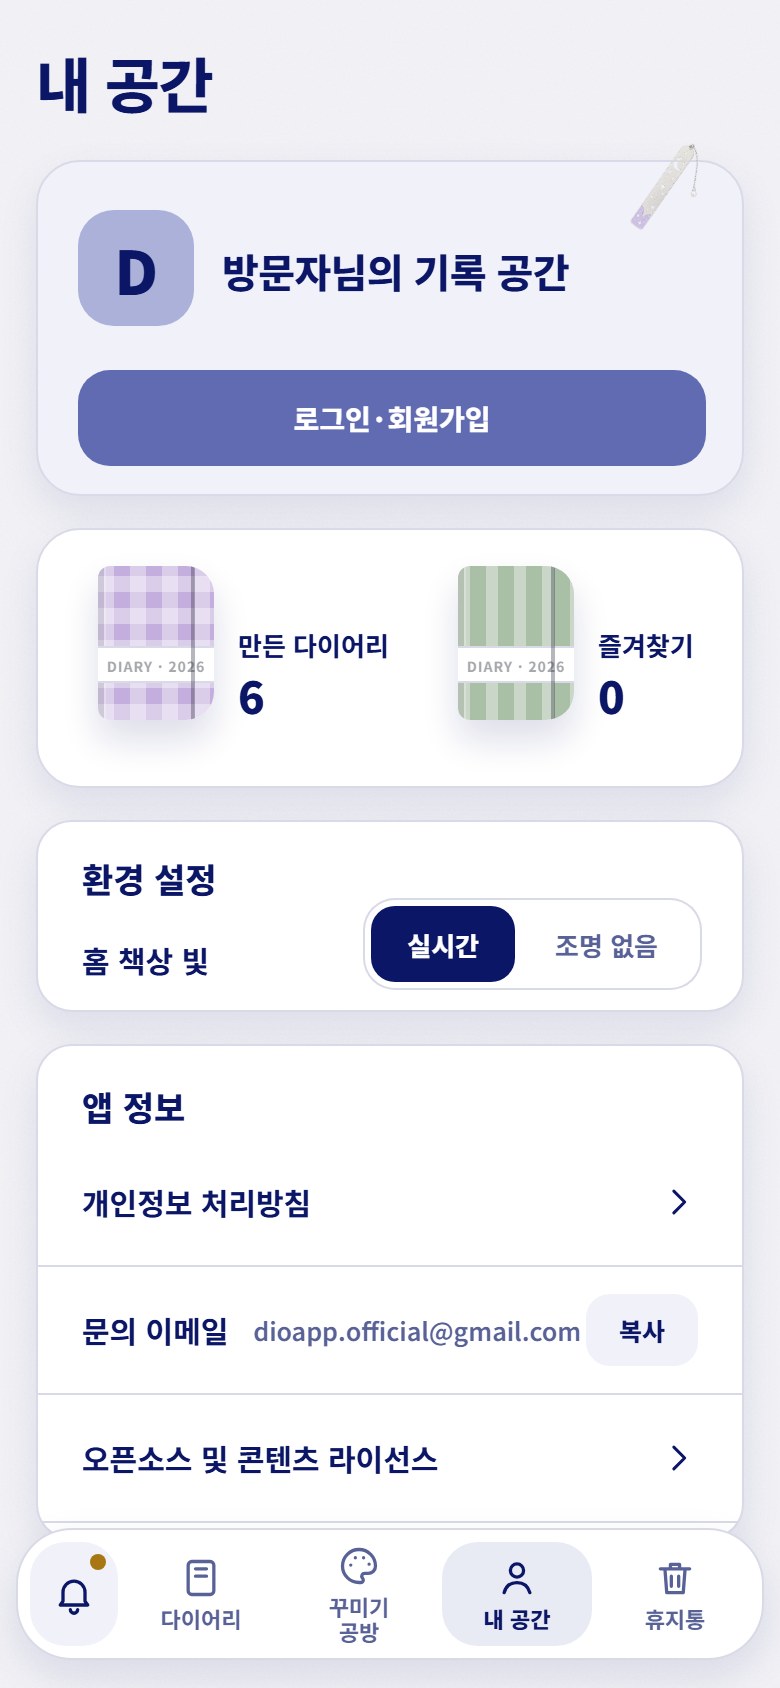 내 공간
D
방문자님의 기록 공간
로그인·회원가입
DIARY · 2026
만든 다이어리
6
DIARY · 2026
즐겨찾기
0
환경 설정
홈 책상 빛
실시간
조명 없음
앱 정보
개인정보 처리방침
문의 이메일 dioapp.official@gmail.com 복사
오픈소스 및 콘텐츠 라이선스
다이어리
꾸미기
공방
내 공간
휴지통